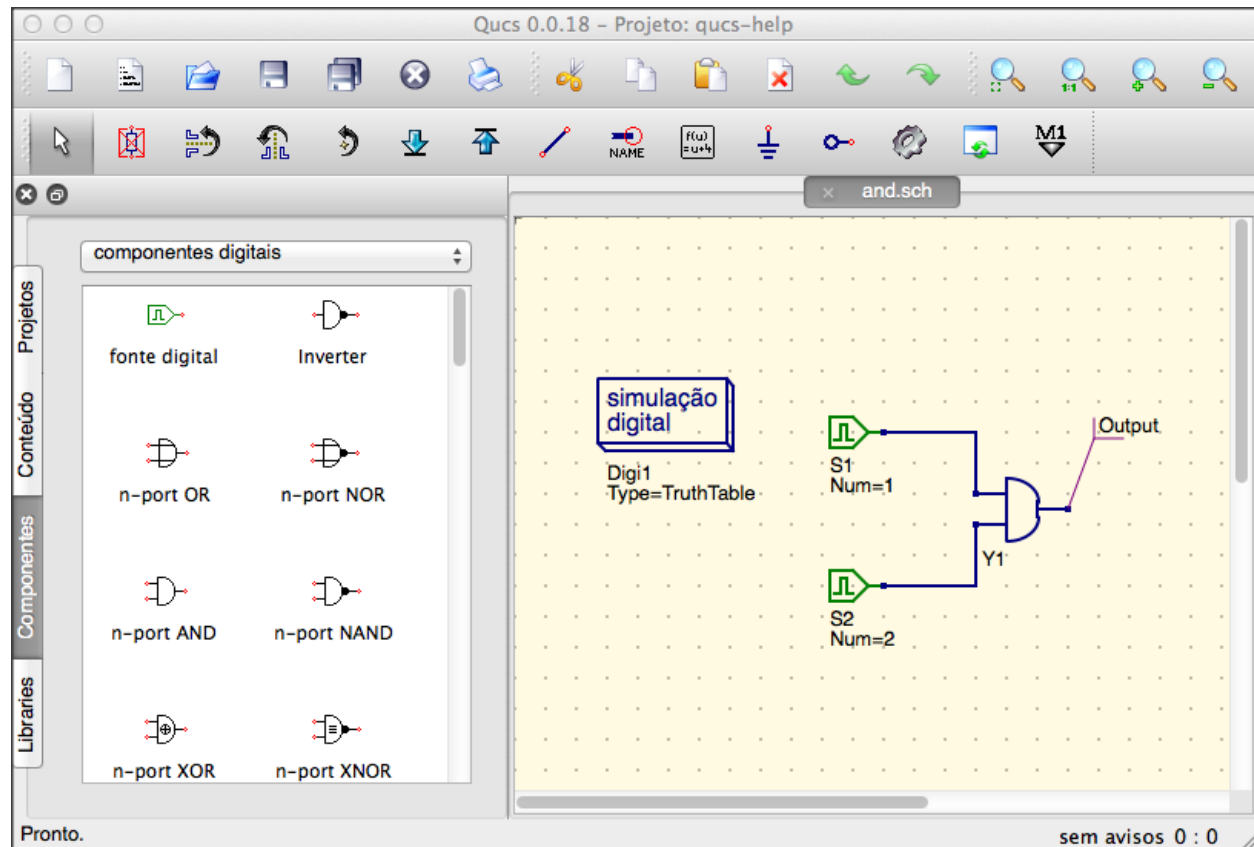 Qucs 0.0.18 – Projeto: qucs-help
1:1
NAME
f(u)
=u+4
M1
and.sch
componentes digitais
Projetos
Conteúdo
Componentes
Libraries
fonte digital
Inverter
n-port OR
n-port NOR
n-port AND
n-port NAND
n-port XOR
n-port XNOR
simulação
digital
Digi1
Type=TruthTable
S1
Num=1
Output
Y1
S2
Num=2
Pronto.
sem avisos 0 : 0